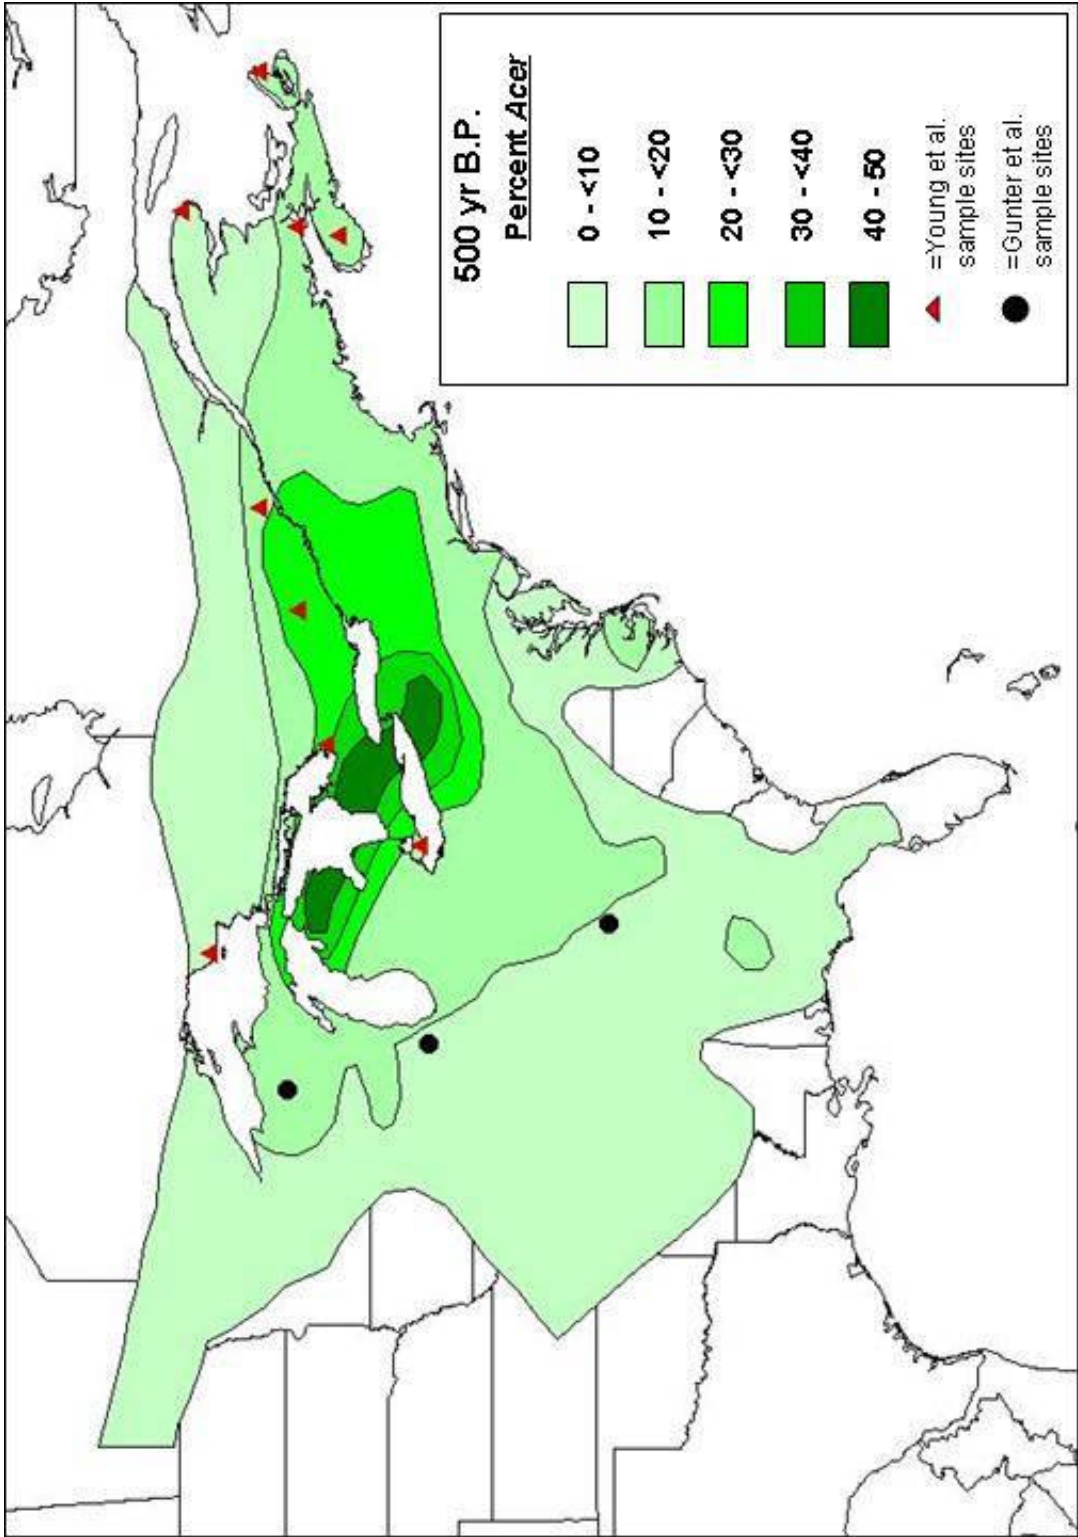 500 yr B.P.
Percent Acer
0 - <10
10 - <20
20 - <30
30 - <40
40 - 50
=Young et al.
sample sites
=Gunter et al.
sample sites